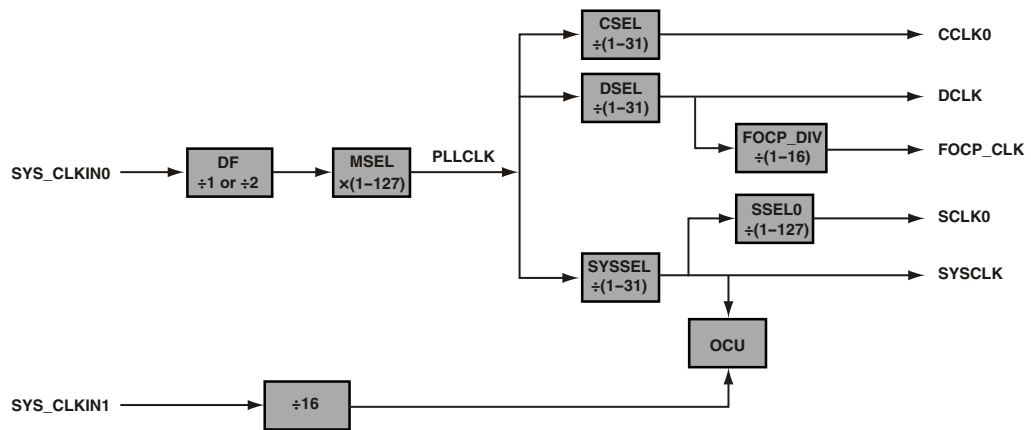 CSEL
÷(1–31)
CCLK0
DSEL
÷(1–31)
DCLK
FOCP_DIV
÷(1–16)
FOCP_CLK
SYS_CLKIN0
DF
÷1 or ÷2
MSEL
×(1–127)
PLLCLK
SSEL0
÷(1–127)
SCLK0
SYSSEL
÷(1–31)
SYSCLK
OCU
SYS_CLKIN1
÷16